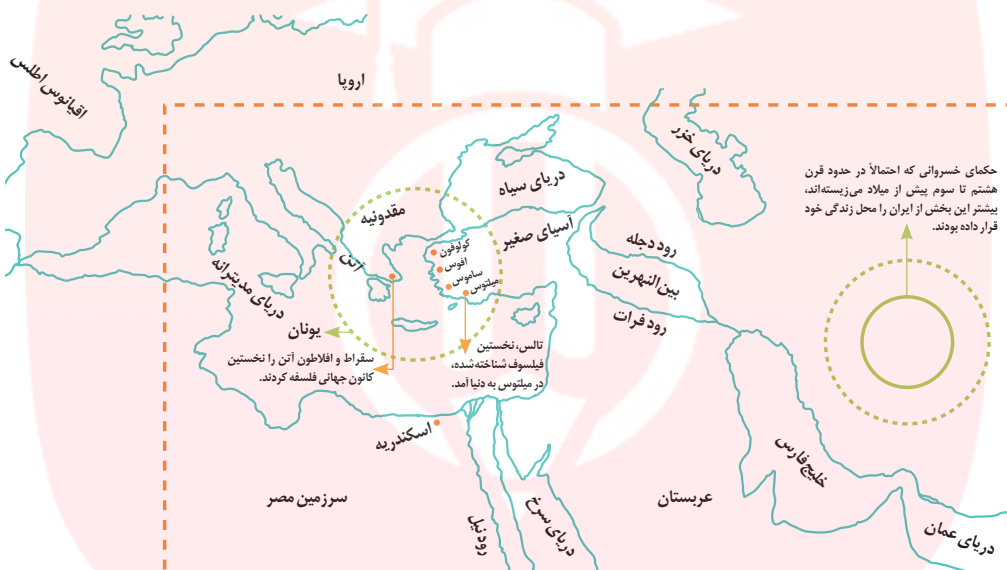 اروپا
اقیانوس اطلس
دریای خزر
حکمای خسروانی که احتمالاً در حدود قرن
هشتم تا سوم پیش از میلاد می‌زیسته‌اند،
بیشتر این بخش از ایران را محل زندگی خود
قرار داده بودند.
دریای سیاه
مقدونیه
آسیای صغیر
کولوفون
افوس
ساموس
میلتوس
آتن
رود دجله
بین‌النهرین
رود فرات
دریای مدیترانه
یونان
سقراط و افلاطون آتن را نخستین
کانون جهانی فلسفه کردند.
تالس، نخستین
فیلسوف شناخته‌شده،
در میلتوس به دنیا آمد.
اسکندریه
خلیج فارس
سرزمین مصر
عربستان
رود نیل
دریای سرخ
دریای عمان